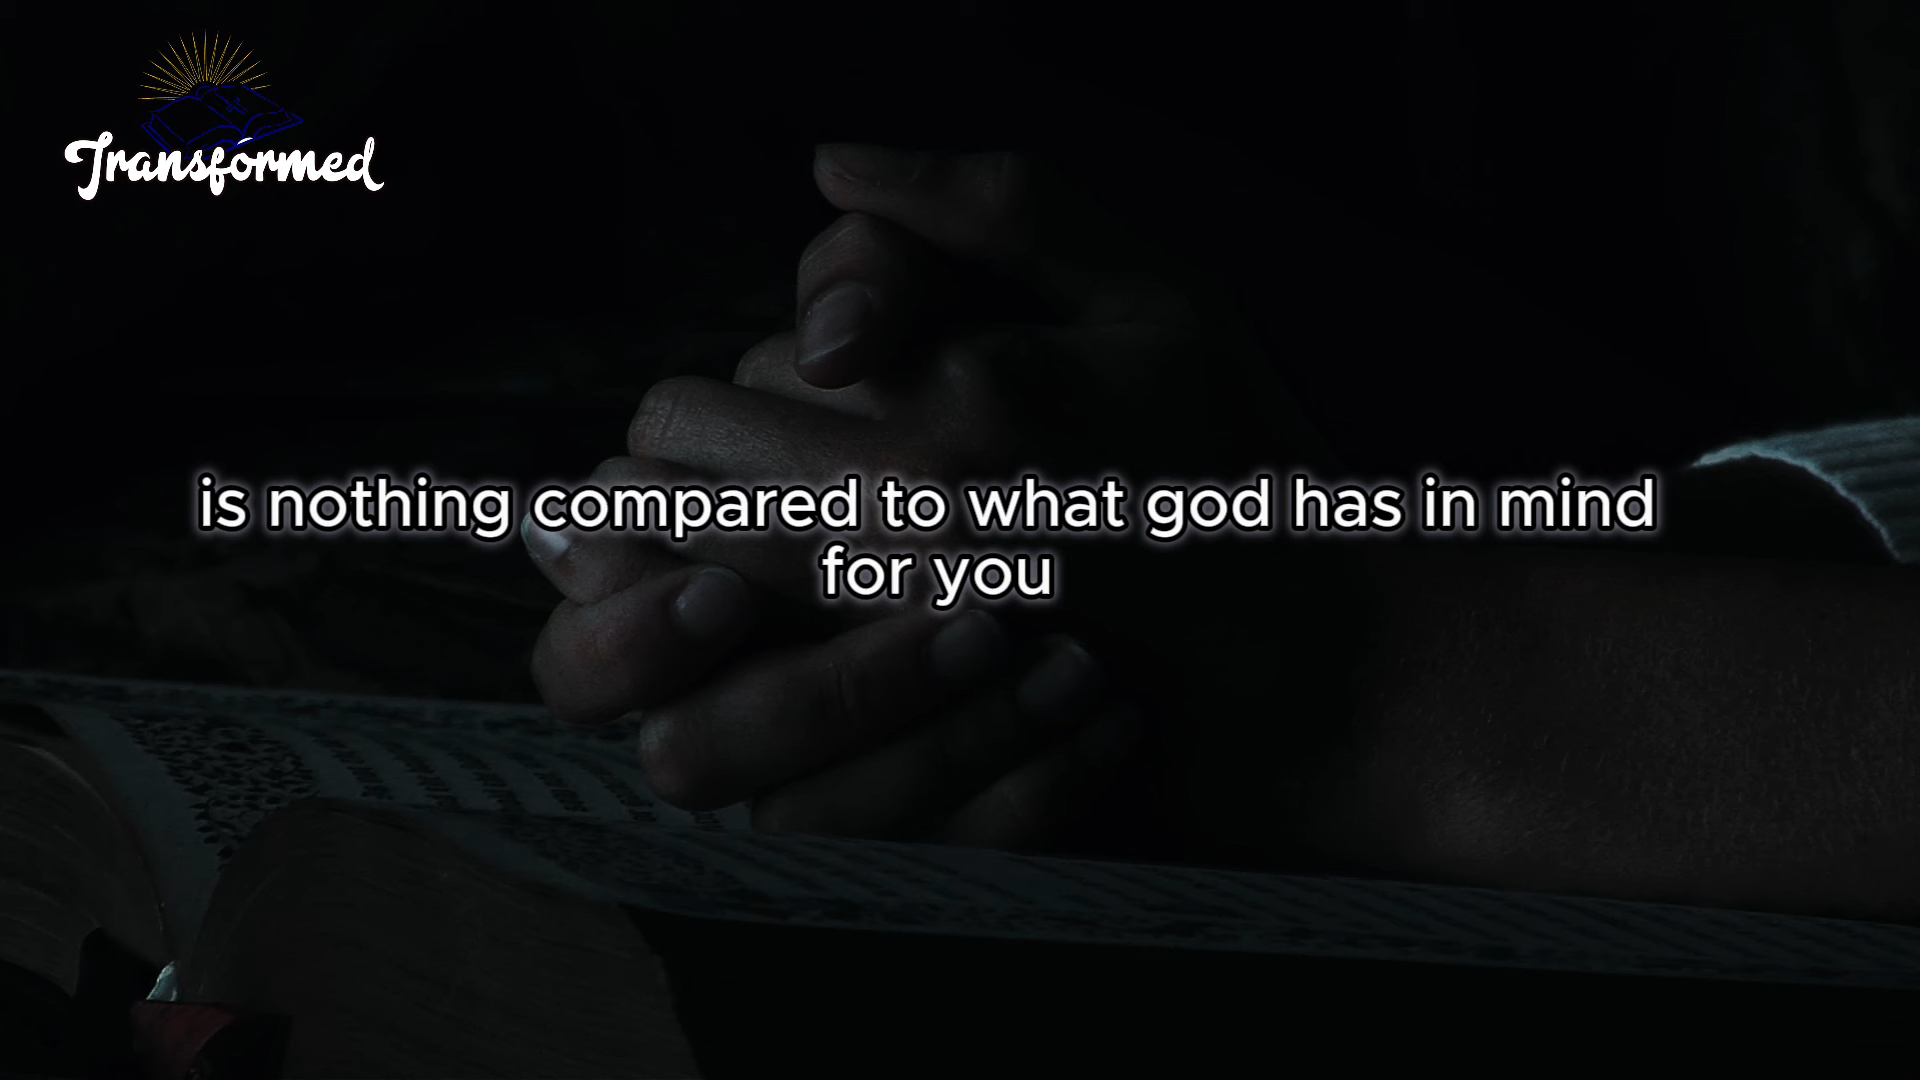 Transformed
is nothing compared to what god has in mind
for you